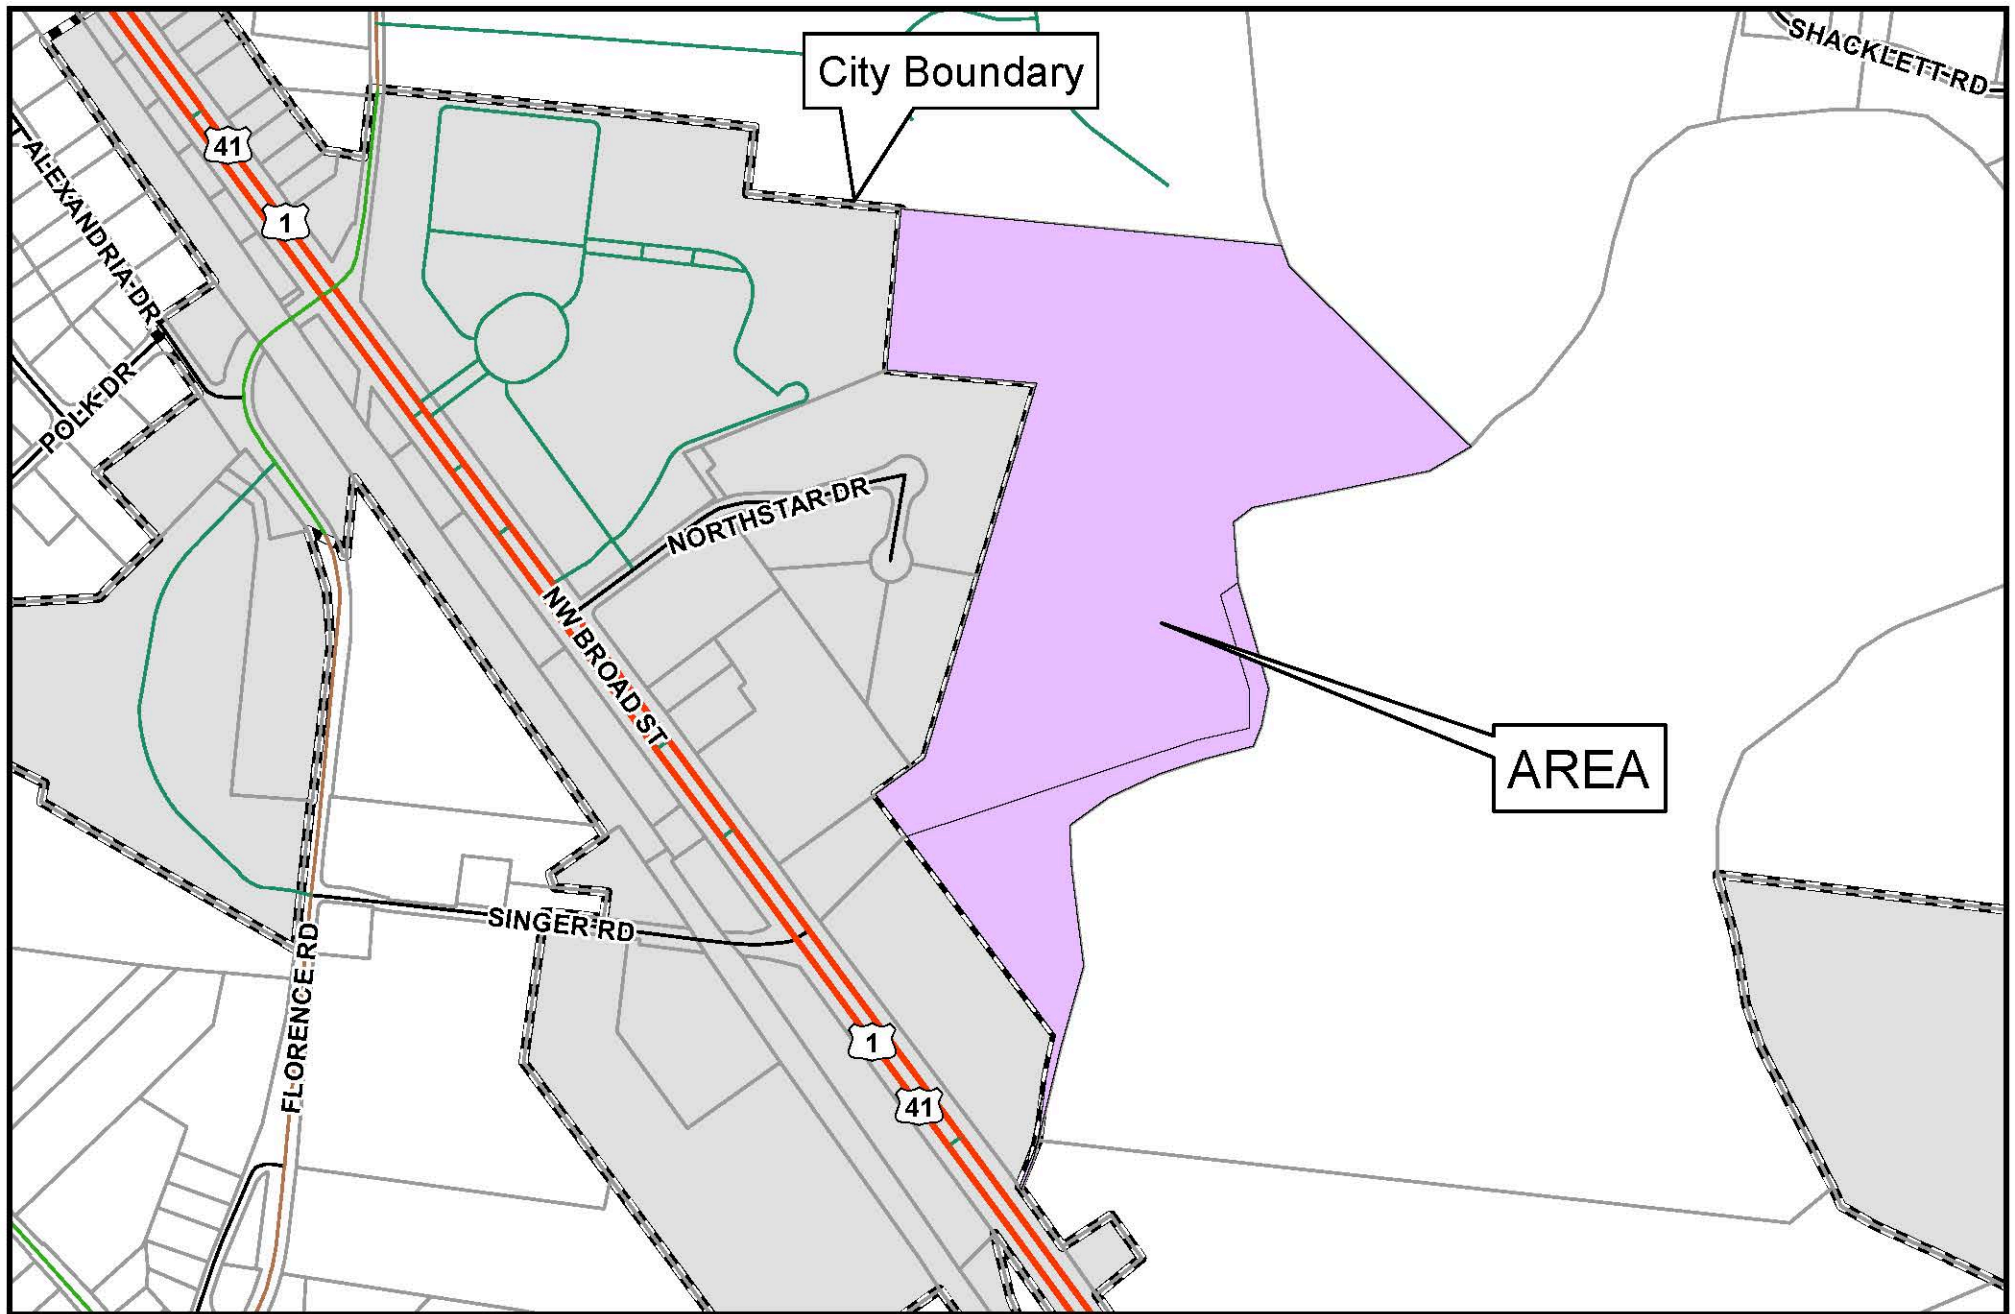 SHACKLETT RD
City Boundary
41
1
T
ALEXANDRIA DR
POLK DR
NORTHSTAR DR
NW BROAD ST
AREA
SINGER RD
FLORENCE RD
1
41